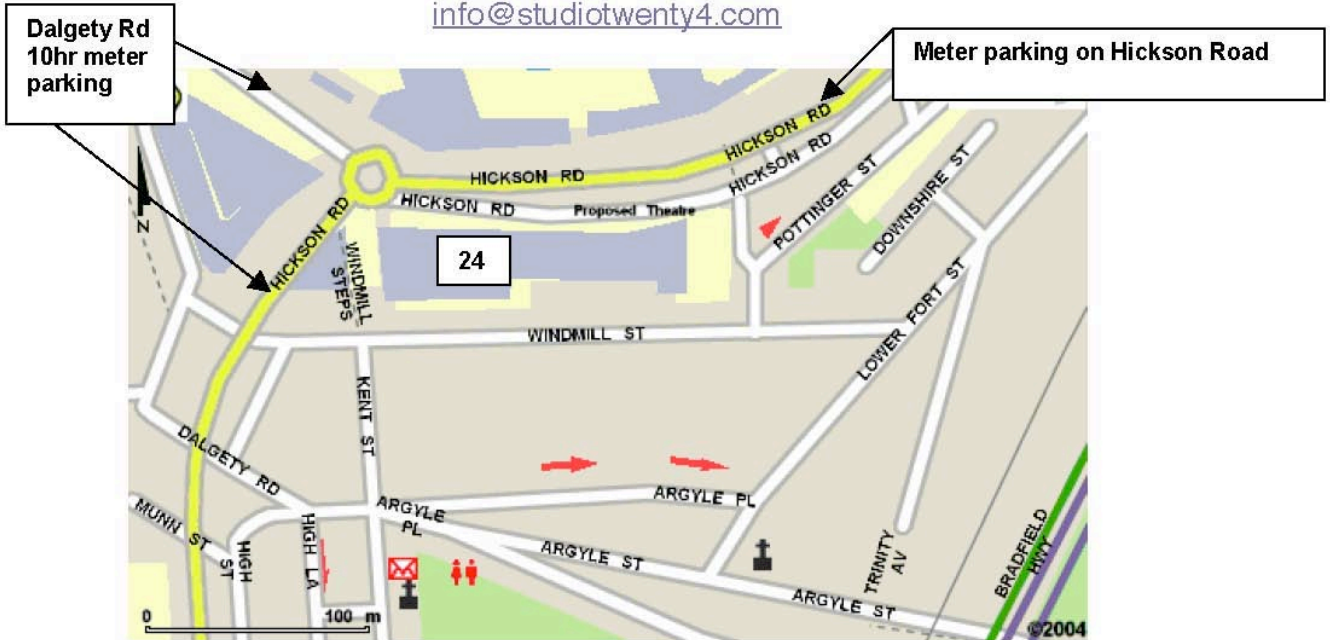 info@studiotwenty4.com
Dalgety Rd
10hr meter
parking
Meter parking on Hickson Road
HICKSON RD
HICKSON RD
HICKSON RD
HICKSON RD
HICKSON RD
Proposed Theatre
POTTINGER ST
DOWNSHIRE ST
N
24
WINDMILL
STEPS
WINDMILL ST
LOWER FORT ST
KENT ST
DALGETY RD
ARGYLE PL
ARGYLE
PL
MUNN ST
HIGH
ST
HIGH LA
ARGYLE ST
TRINITY
AV
BRADFIELD
HWY
ARGYLE ST
0 100 m
©2004